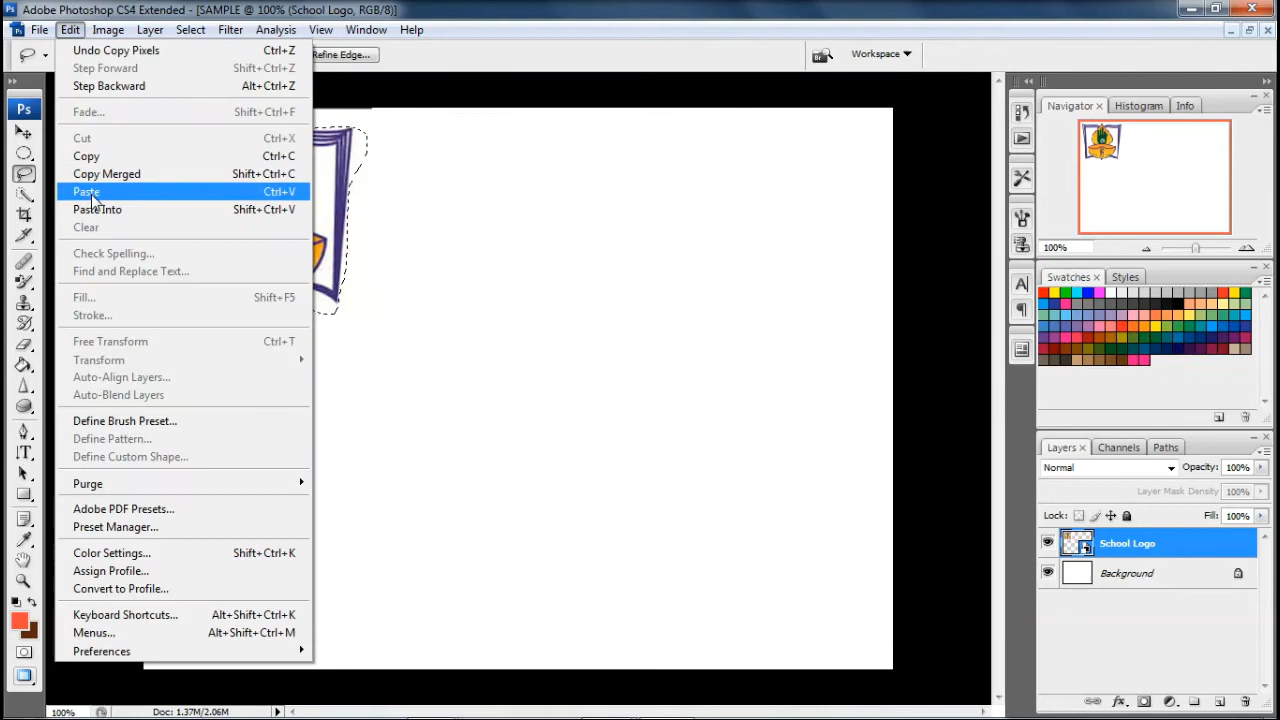 Adobe Photoshop CS4 Extended - [SAMPLE @ 100% (School Logo, RGB/8)]
File Edit Image Layer Select Filter Analysis View Window Help
Refine Edge... Br Workspace
Undo Copy Pixels Ctrl+Z
Step Forward Shift+Ctrl+Z
Step Backward Alt+Ctrl+Z
Fade... Shift+Ctrl+F
Cut Ctrl+X
Copy Ctrl+C
Copy Merged Shift+Ctrl+C
Paste Ctrl+V
Paste Into Shift+Ctrl+V
Clear
Check Spelling...
Find and Replace Text...
Fill... Shift+F5
Stroke...
Free Transform Ctrl+T
Transform
Auto-Align Layers...
Auto-Blend Layers
Define Brush Preset...
Define Pattern...
Define Custom Shape...
Purge
Adobe PDF Presets...
Preset Manager...
Color Settings... Shift+Ctrl+K
Assign Profile...
Convert to Profile...
Keyboard Shortcuts... Alt+Shift+Ctrl+K
Menus... Alt+Shift+Ctrl+M
Preferences
Ps
Navigator Histogram Info
100%
Swatches Styles
Layers Channels Paths
Normal Opacity: 100%
Layer Mask Density 100%
Lock: Fill: 100%
School Logo
Background
100% Doc: 1.37M/2.06M